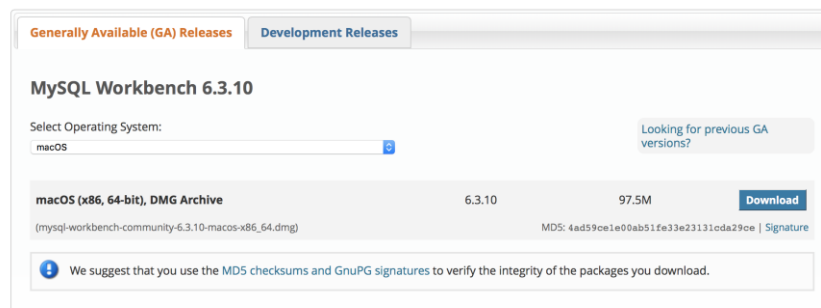 Generally Available (GA) Releases Development Releases
MySQL Workbench 6.3.10
Select Operating System:
macOS
Looking for previous GA
versions?
macOS (x86, 64-bit), DMG Archive 6.3.10 97.5M Download
(mysql-workbench-community-6.3.10-macos-x86_64.dmg) MD5: 4ad59ce1e00ab51fe33e23131cda29ce | Signature
We suggest that you use the MD5 checksums and GnuPG signatures to verify the integrity of the packages you download.